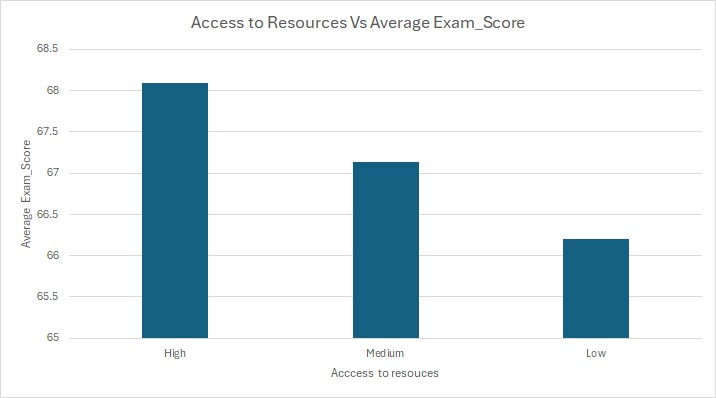 Access to Resources Vs Average Exam_Score
68.5
68
67.5
67
66.5
66
65.5
65
Average Exam_Score
High Medium Low
Acccess to resouces